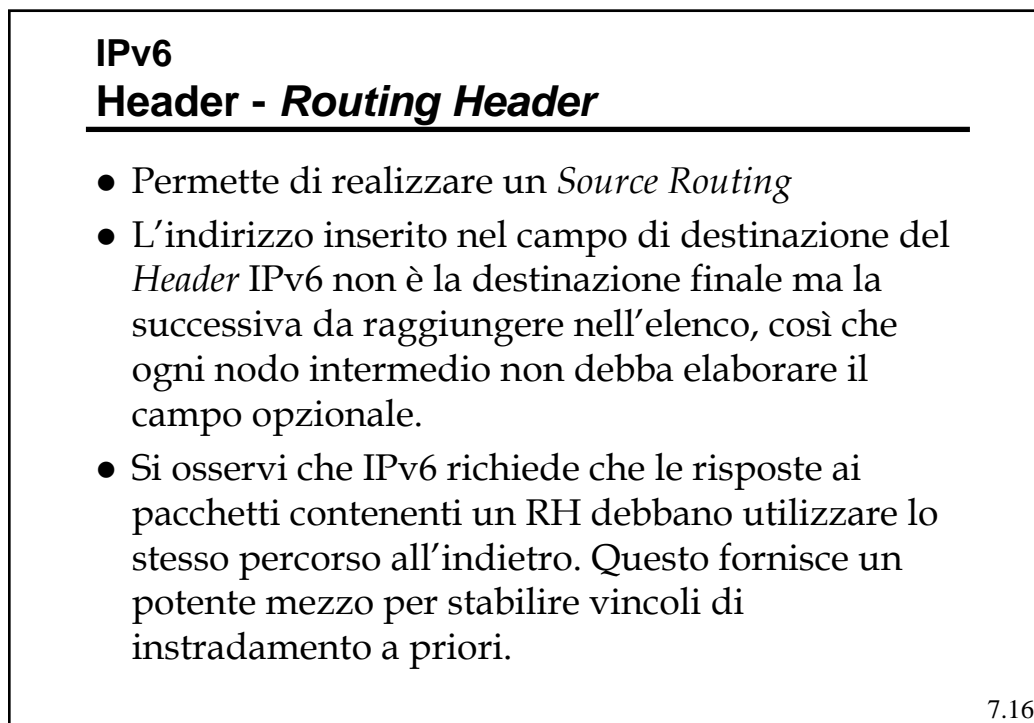 IPv6
Header - Routing Header
● Permette di realizzare un Source Routing
● L’indirizzo inserito nel campo di destinazione del
Header IPv6 non è la destinazione finale ma la
successiva da raggiungere nell’elenco, così che
ogni nodo intermedio non debba elaborare il
campo opzionale.
● Si osservi che IPv6 richiede che le risposte ai
pacchetti contenenti un RH debbano utilizzare lo
stesso percorso all’indietro. Questo fornisce un
potente mezzo per stabilire vincoli di
instradamento a priori.
7.16